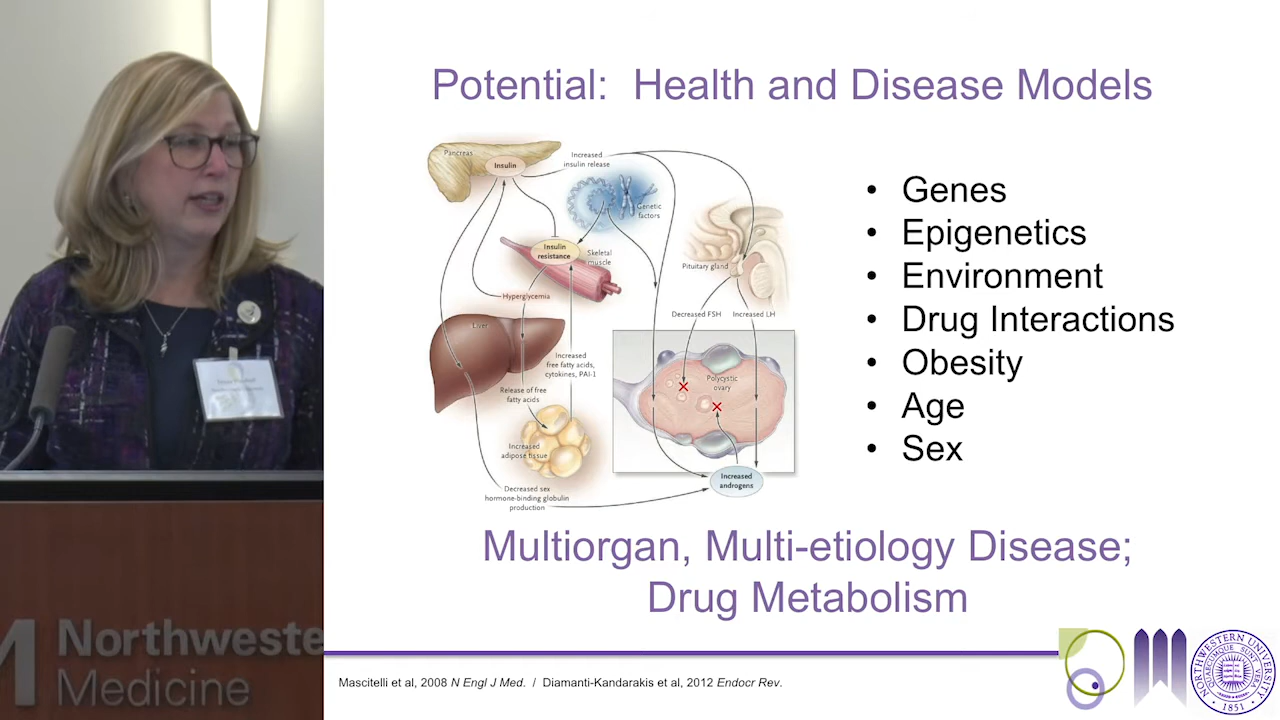 Potential: Health and Disease Models
Pancreas
Insulin
Increased
insulin release
Genetic
factors
Insulin
resistance
Skeletal
muscle
Pituitary gland
Hyperglycemia
Decreased FSH
Increased LH
Liver
Increased
free fatty acids,
cytokines, PAI-1
Polycystic
ovary
Release of free
fatty acids
Increased
adipose tissue
Increased
androgens
Decreased sex
hormone-binding globulin
production
• Genes
• Epigenetics
• Environment
• Drug Interactions
• Obesity
• Age
• Sex
Multiorgan, Multi-etiology Disease;
Drug Metabolism
Mascitelli et al, 2008 N Engl J Med. / Diamanti-Kandarakis et al, 2012 Endocr Rev.
NORTHWESTERN UNIVERSITY
1851
M Northweste
Medicine